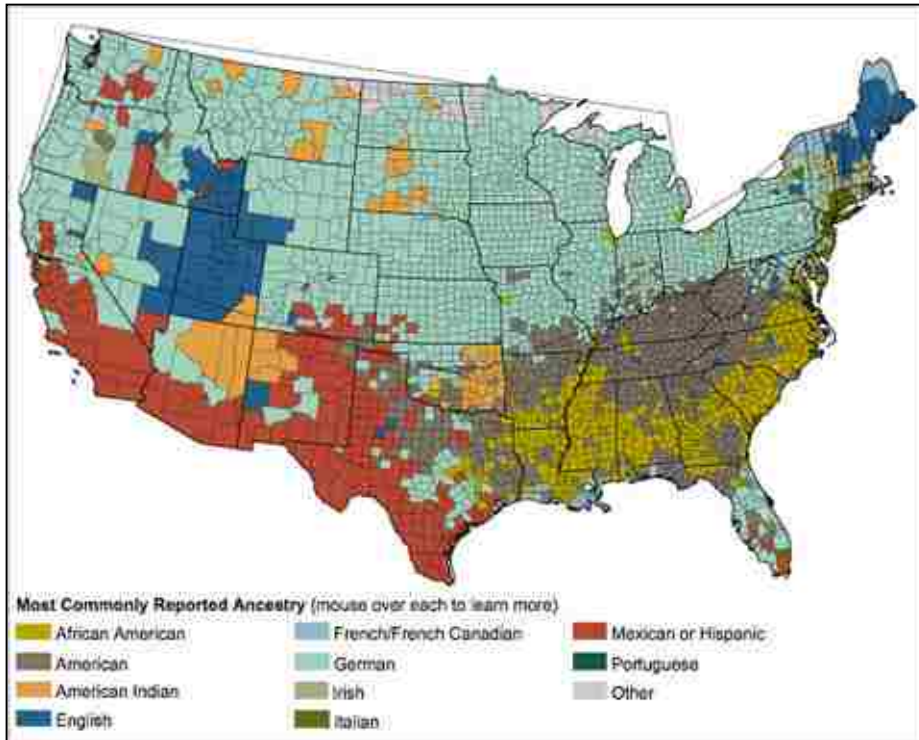 Most Commonly Reported Ancestry (mouse over each to learn more)
African American
American
American Indian
English
French/French Canadian
German
Irish
Italian
Mexican or Hispanic
Portuguese
Other